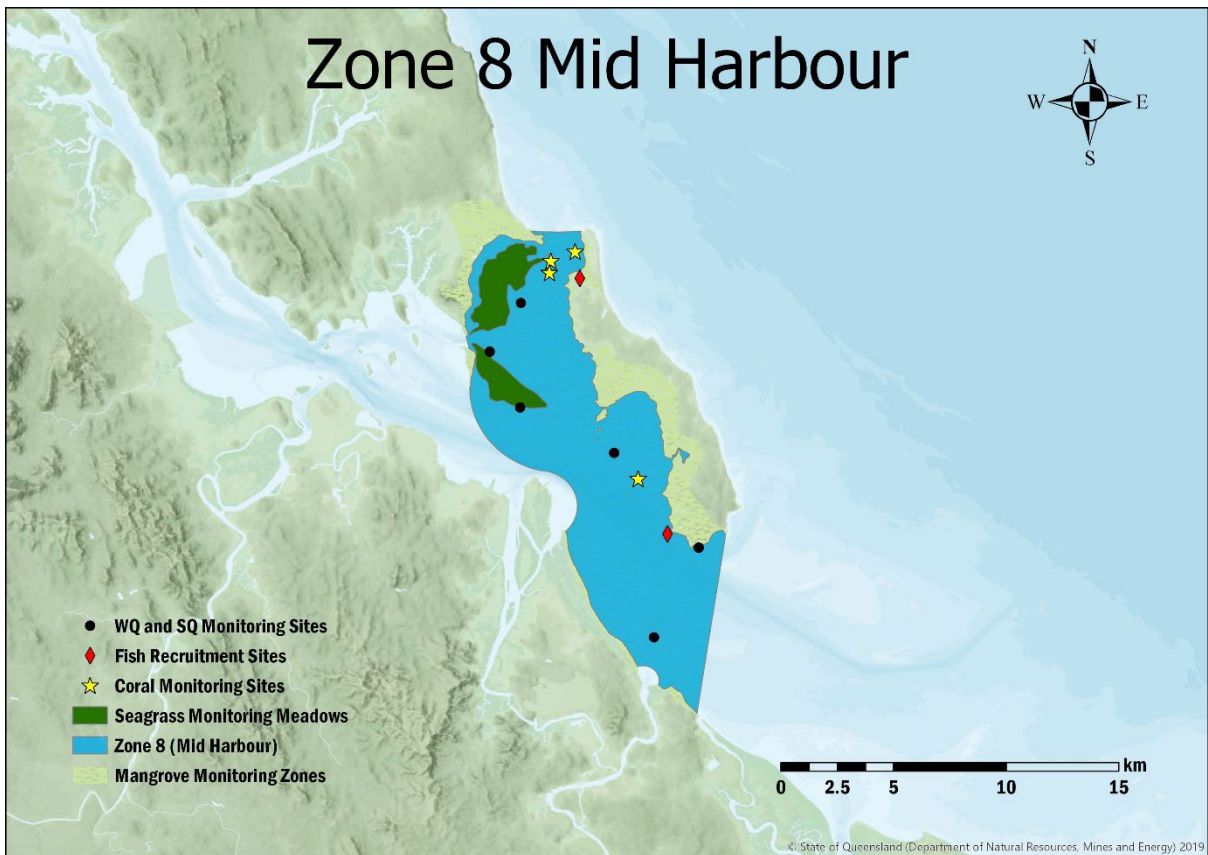 Zone 8 Mid Harbour
N
W E
S
WQ and SQ Monitoring Sites
Fish Recruitment Sites
Coral Monitoring Sites
Seagrass Monitoring Meadows
Zone 8 (Mid Harbour)
Mangrove Monitoring Zones
km
0 2.5 5 10 15
© State of Queensland (Department of Natural Resources, Mines and Energy) 2019